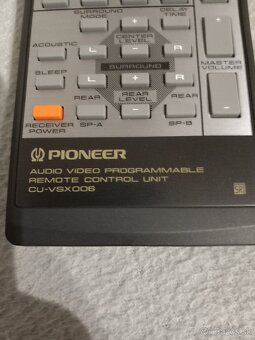 SURROUND MODE
DELAY TIME
- +
CENTER LEVEL
ACOUSTIC
L - + R
SURROUND
SLEEP
MASTER VOLUME
L - + R
REAR REAR LEVEL REAR
- +
RECEIVER POWER
SP-A
SP-B
PIONEER
AUDIO VIDEO PROGRAMMABLE
REMOTE CONTROL UNIT
CU-VSX006